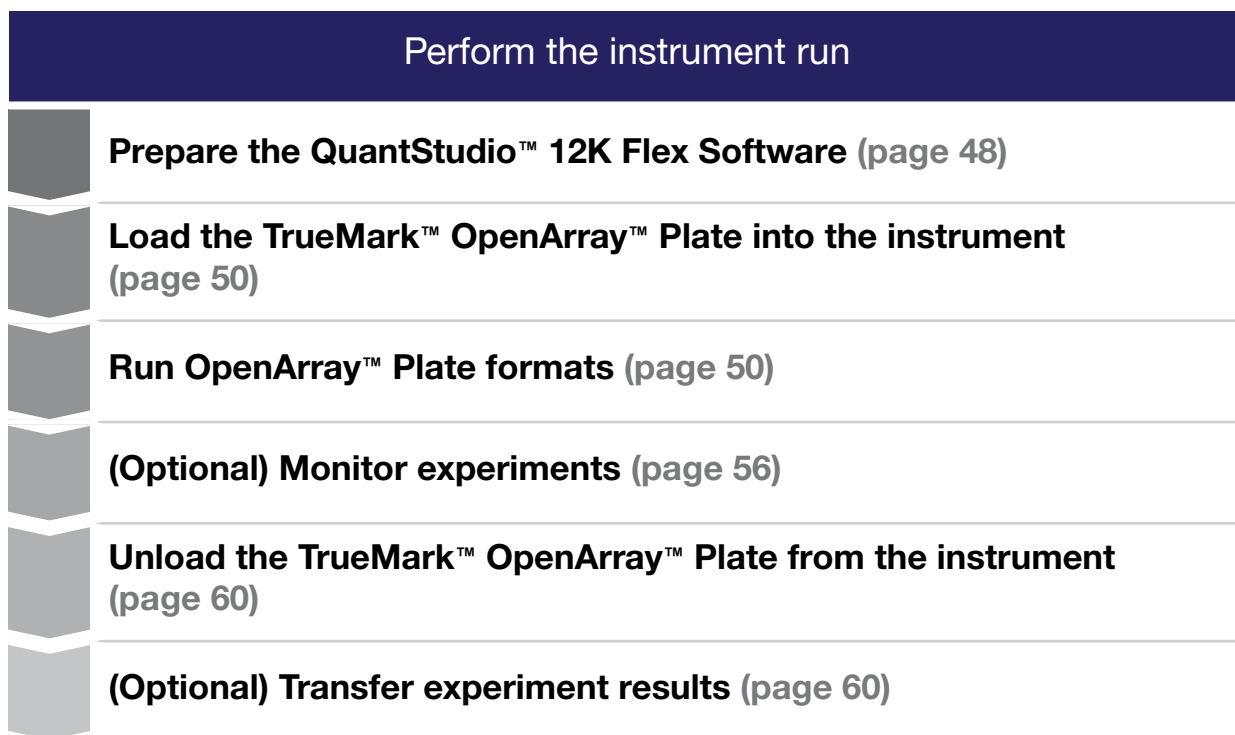 Perform the instrument run
Prepare the QuantStudio™ 12K Flex Software (page 48)
Load the TrueMark™ OpenArray™ Plate into the instrument
(page 50)
Run OpenArray™ Plate formats (page 50)
(Optional) Monitor experiments (page 56)
Unload the TrueMark™ OpenArray™ Plate from the instrument
(page 60)
(Optional) Transfer experiment results (page 60)